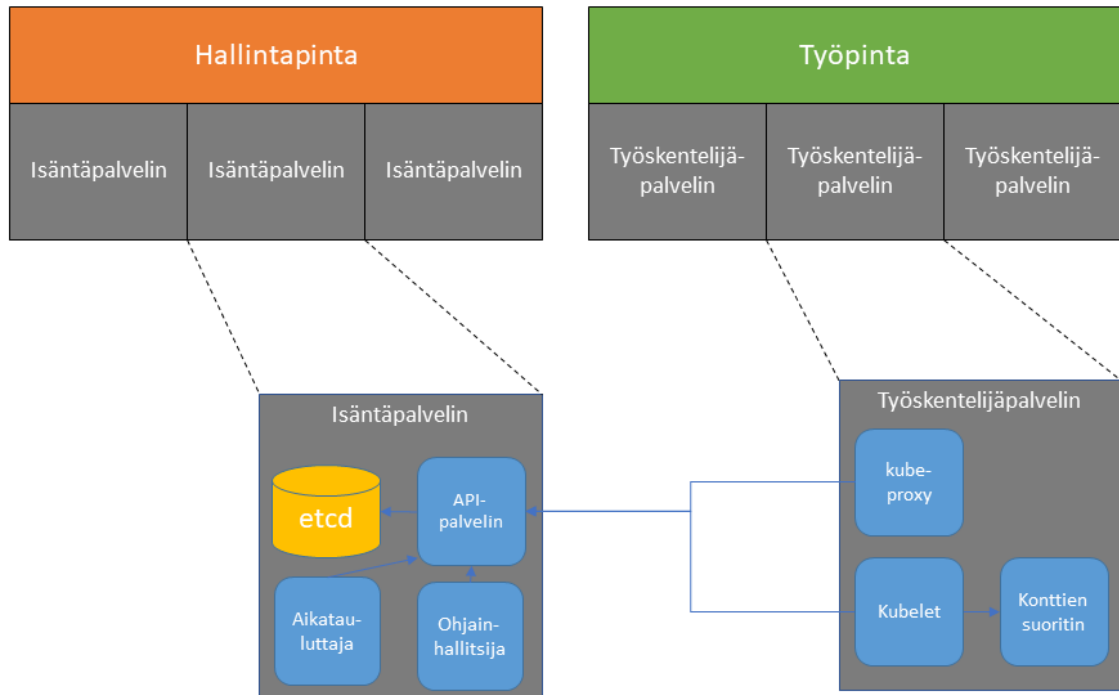 Hallintapinta
Työpinta
Isäntäpalvelin
Isäntäpalvelin
Isäntäpalvelin
Työskentelijä-
palvelin
Työskentelijä-
palvelin
Työskentelijä-
palvelin
Isäntäpalvelin
etcd
API-
palvelin
Aikatau-
luttaja
Ohjain-
hallitsija
Työskentelijäpalvelin
kube-
proxy
Kubelet
Konttien
suoritin